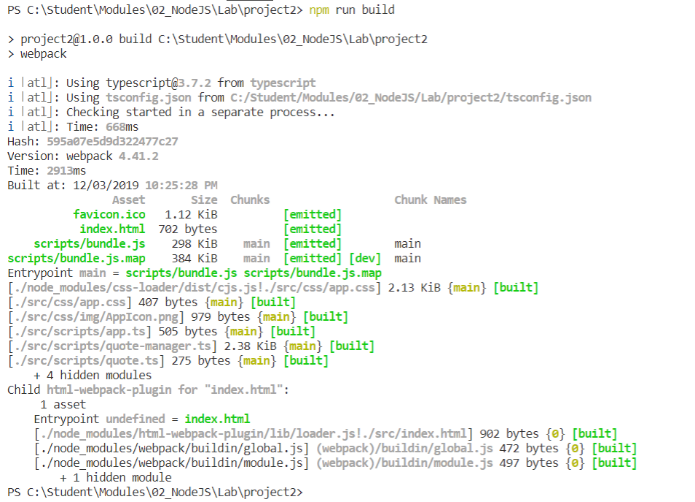 PS C:\Student\Modules\02_NodeJS\Lab\project2> npm run build
> project2@1.0.0 build C:\Student\Modules\02_NodeJS\Lab\project2
> webpack
i ｢atl｣: Using typescript@3.7.2 from typescript
i ｢atl｣: Using tsconfig.json from C:/Student/Modules/02_NodeJS/Lab/project2/tsconfig.json
i ｢atl｣: Checking started in a separate process...
i ｢atl｣: Time: 668ms
Hash: 595a07e5d9d322477c27
Version: webpack 4.41.2
Time: 2913ms
Built at: 12/03/2019 10:25:28 PM
Asset Size Chunks Chunk Names
favicon.ico 1.12 KiB [emitted]
index.html 702 bytes [emitted]
scripts/bundle.js 298 KiB main [emitted] main
scripts/bundle.js.map 384 KiB main [emitted] [dev] main
Entrypoint main = scripts/bundle.js scripts/bundle.js.map
[./node_modules/css-loader/dist/cjs.js!./src/css/app.css] 2.13 KiB {main} [built]
[./src/css/app.css] 407 bytes {main} [built]
[./src/css/img/AppIcon.png] 979 bytes {main} [built]
[./src/scripts/app.ts] 505 bytes {main} [built]
[./src/scripts/quote-manager.ts] 2.38 KiB {main} [built]
[./src/scripts/quote.ts] 275 bytes {main} [built]
+ 4 hidden modules
Child html-webpack-plugin for "index.html":
1 asset
Entrypoint undefined = index.html
[./node_modules/html-webpack-plugin/lib/loader.js!./src/index.html] 902 bytes {0} [built]
[./node_modules/webpack/buildin/global.js] (webpack)/buildin/global.js 472 bytes {0} [built]
[./node_modules/webpack/buildin/module.js] (webpack)/buildin/module.js 497 bytes {0} [built]
+ 1 hidden module
PS C:\Student\Modules\02_NodeJS\Lab\project2>